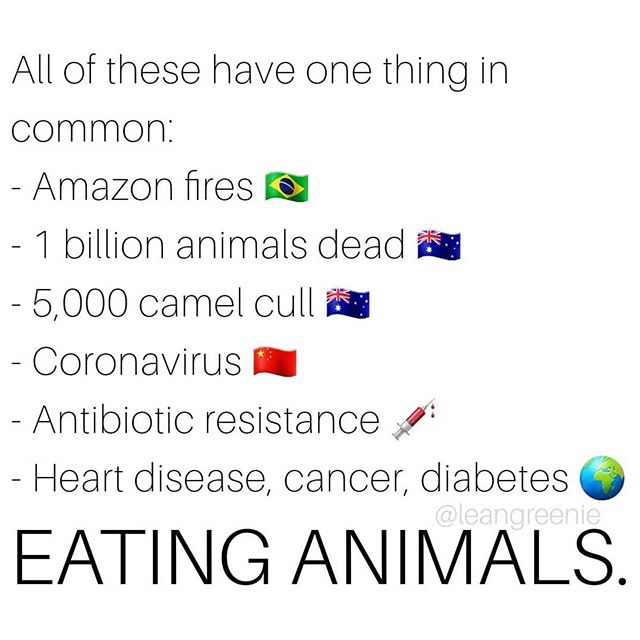 All of these have one thing in
common:
- Amazon fires 🇧🇷
- 1 billion animals dead 🇦🇺
- 5,000 camel cull 🇦🇺
- Coronavirus 🇨🇳
- Antibiotic resistance 💉
- Heart disease, cancer, diabetes 🌍
@leangreenie
EATING ANIMALS.